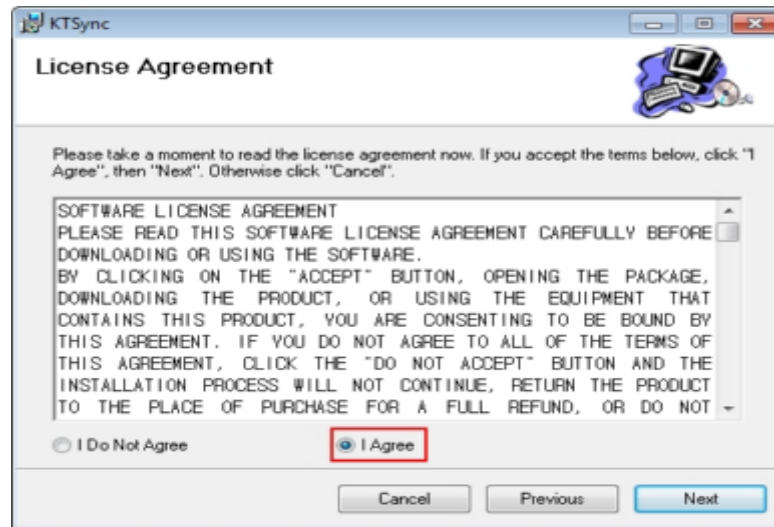 KTSync
License Agreement
Please take a moment to read the license agreement now. If you accept the terms below, click "I
Agree", then "Next". Otherwise click "Cancel".
SOFTWARE LICENSE AGREEMENT
PLEASE READ THIS SOFTWARE LICENSE AGREEMENT CAREFULLY BEFORE
DOWNLOADING OR USING THE SOFTWARE.
BY CLICKING ON THE "ACCEPT" BUTTON, OPENING THE PACKAGE,
DOWNLOADING THE PRODUCT, OR USING THE EQUIPMENT THAT
CONTAINS THIS PRODUCT, YOU ARE CONSENTING TO BE BOUND BY
THIS AGREEMENT. IF YOU DO NOT AGREE TO ALL OF THE TERMS OF
THIS AGREEMENT, CLICK THE "DO NOT ACCEPT" BUTTON AND THE
INSTALLATION PROCESS WILL NOT CONTINUE, RETURN THE PRODUCT
TO THE PLACE OF PURCHASE FOR A FULL REFUND, OR DO NOT
I Do Not Agree I Agree
Cancel Previous Next